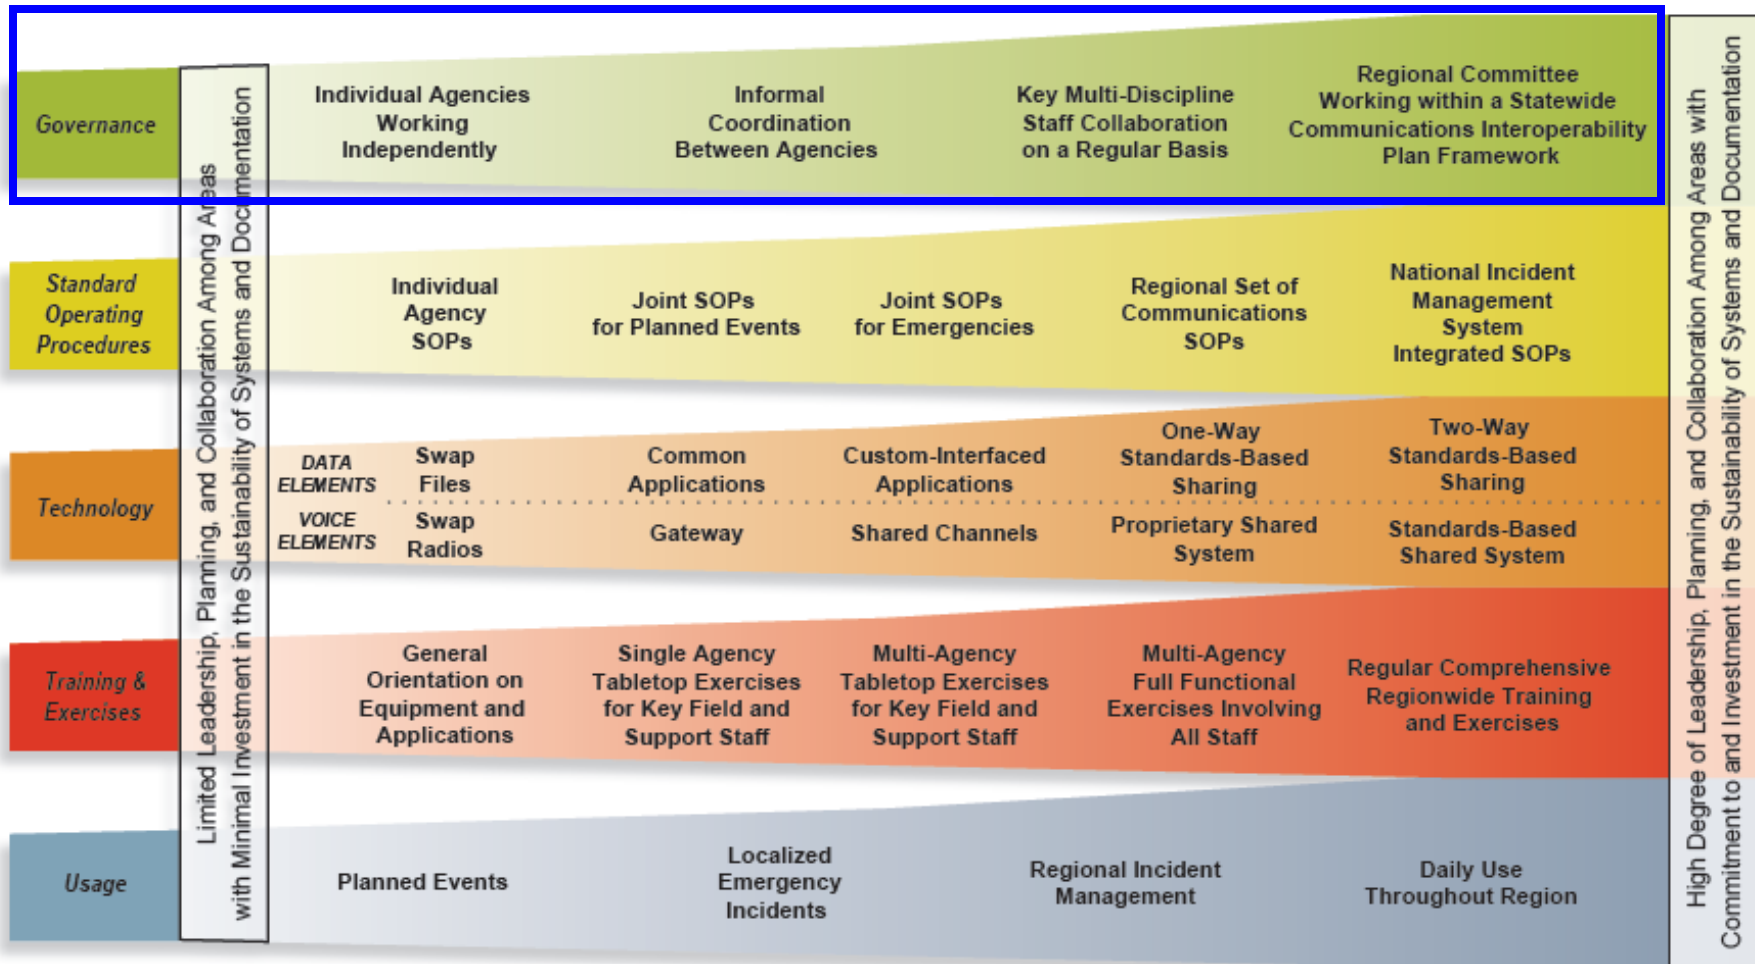 Governance
Individual Agencies
Working
Independently
Informal
Coordination
Between Agencies
Key Multi-Discipline
Staff Collaboration
on a Regular Basis
Regional Committee
Working within a Statewide
Communications Interoperability
Plan Framework
Standard
Operating
Procedures
Individual
Agency
SOPs
Joint SOPs
for Planned Events
Joint SOPs
for Emergencies
Regional Set of
Communications
SOPs
National Incident
Management
System
Integrated SOPs
Technology
DATA
ELEMENTS
Swap
Files
Common
Applications
Custom-Interfaced
Applications
One-Way
Standards-Based
Sharing
Two-Way
Standards-Based
Sharing
VOICE
ELEMENTS
Swap
Radios
Gateway
Shared Channels
Proprietary Shared
System
Standards-Based
Shared System
Training &
Exercises
General
Orientation on
Equipment and
Applications
Single Agency
Tabletop Exercises
for Key Field and
Support Staff
Multi-Agency
Tabletop Exercises
for Key Field and
Support Staff
Multi-Agency
Full Functional
Exercises Involving
All Staff
Regular Comprehensive
Regionwide Training
and Exercises
Usage
Planned Events
Localized
Emergency
Incidents
Regional Incident
Management
Daily Use
Throughout Region
Limited Leadership, Planning, and Collaboration Among Areas
with Minimal Investment in the Sustainability of Systems and Documentation
High Degree of Leadership, Planning, and Collaboration Among Areas with
Commitment to and Investment in the Sustainability of Systems and Documentation